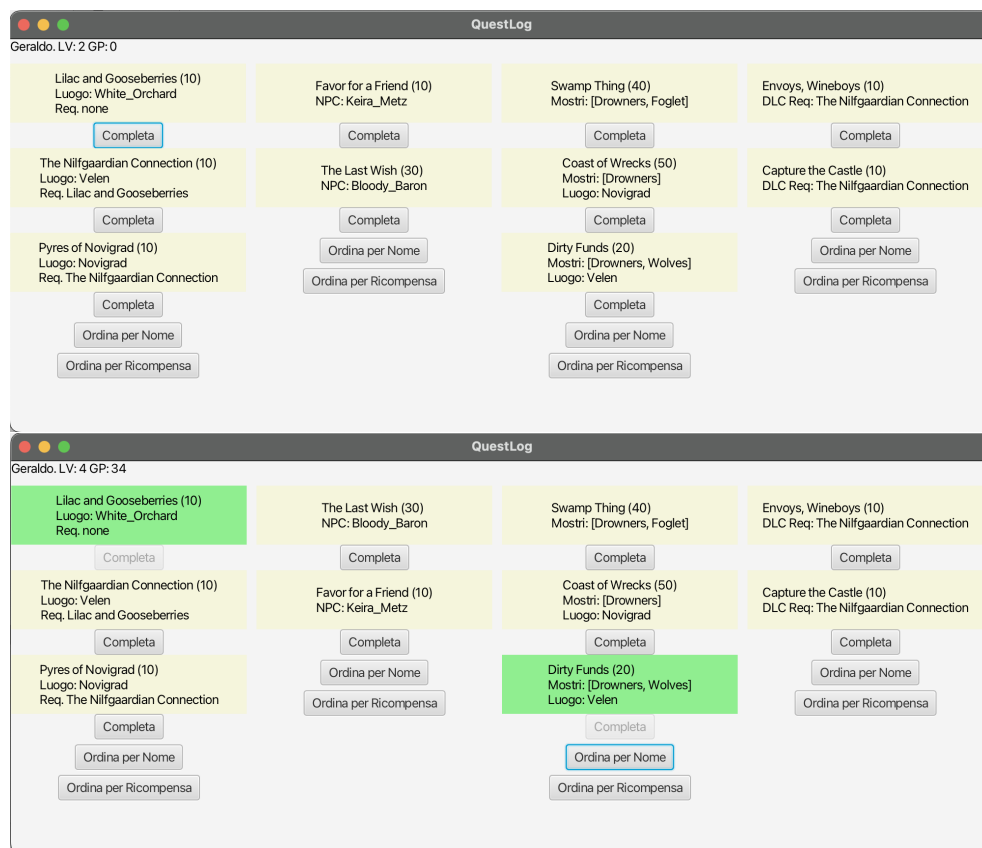 QuestLog
Geraldo. LV: 2 GP: 0
Lilac and Gooseberries (10)
Luogo: White_Orchard
Req. none
Completa
The Nilfgaardian Connection (10)
Luogo: Velen
Req. Lilac and Gooseberries
Completa
Pyres of Novigrad (10)
Luogo: Novigrad
Req. The Nilfgaardian Connection
Completa
Ordina per Nome
Ordina per Ricompensa
Favor for a Friend (10)
NPC: Keira_Metz
Completa
The Last Wish (30)
NPC: Bloody_Baron
Completa
Ordina per Nome
Ordina per Ricompensa
Swamp Thing (40)
Mostri: [Drowners, Foglet]
Completa
Coast of Wrecks (50)
Mostri: [Drowners]
Luogo: Novigrad
Completa
Dirty Funds (20)
Mostri: [Drowners, Wolves]
Luogo: Velen
Completa
Ordina per Nome
Ordina per Ricompensa
Envoys, Wineboys (10)
DLC Req: The Nilfgaardian Connection
Completa
Capture the Castle (10)
DLC Req: The Nilfgaardian Connection
Completa
Ordina per Nome
Ordina per Ricompensa
QuestLog
Geraldo. LV: 4 GP: 34
Lilac and Gooseberries (10)
Luogo: White_Orchard
Req. none
Completa
The Nilfgaardian Connection (10)
Luogo: Velen
Req. Lilac and Gooseberries
Completa
Pyres of Novigrad (10)
Luogo: Novigrad
Req. The Nilfgaardian Connection
Completa
Ordina per Nome
Ordina per Ricompensa
The Last Wish (30)
NPC: Bloody_Baron
Completa
Favor for a Friend (10)
NPC: Keira_Metz
Completa
Ordina per Nome
Ordina per Ricompensa
Swamp Thing (40)
Mostri: [Drowners, Foglet]
Completa
Coast of Wrecks (50)
Mostri: [Drowners]
Luogo: Novigrad
Completa
Dirty Funds (20)
Mostri: [Drowners, Wolves]
Luogo: Velen
Completa
Ordina per Nome
Ordina per Ricompensa
Envoys, Wineboys (10)
DLC Req: The Nilfgaardian Connection
Completa
Capture the Castle (10)
DLC Req: The Nilfgaardian Connection
Completa
Ordina per Nome
Ordina per Ricompensa